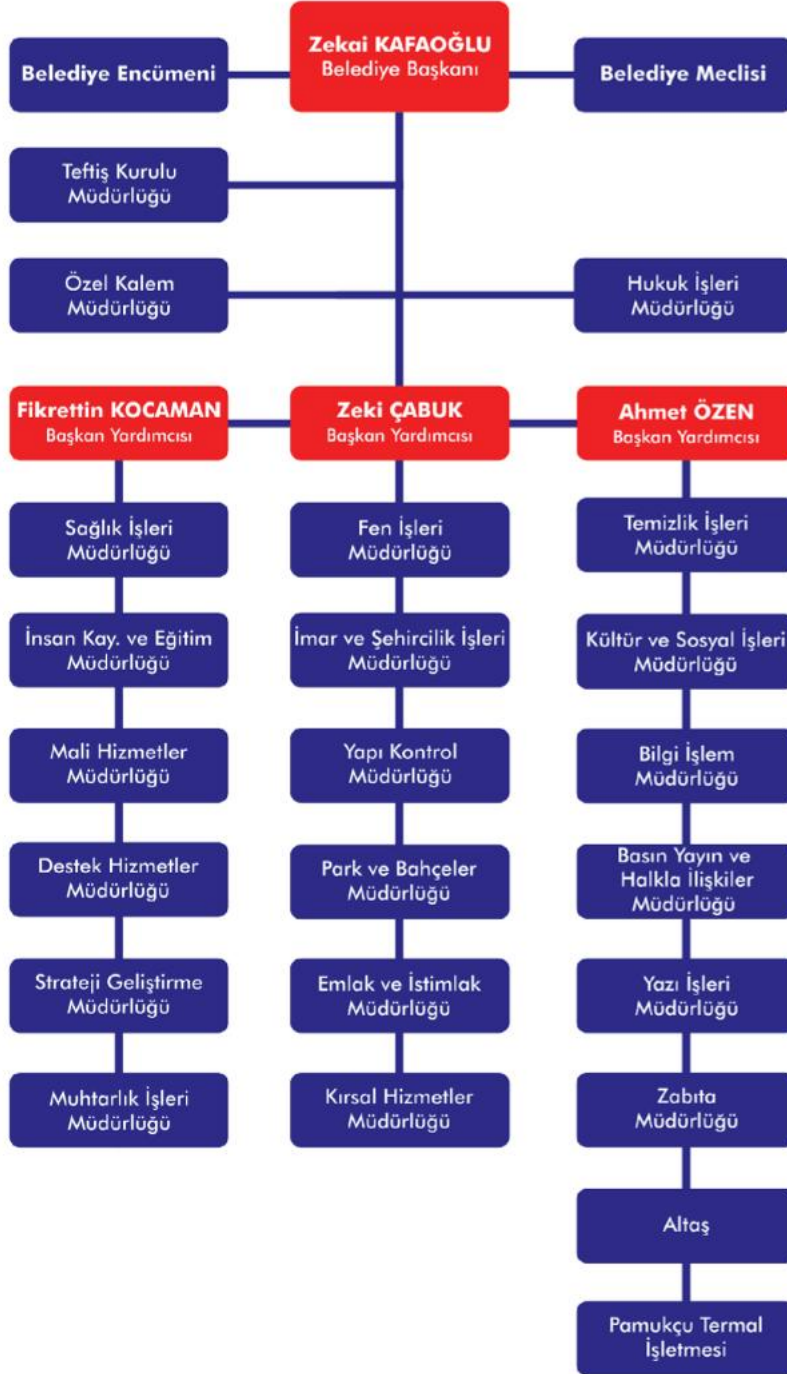 Zekai KAFAOĞLU
Belediye Başkanı
Belediye Encümeni
Belediye Meclisi
Teftiş Kurulu
Müdürlüğü
Özel Kalem
Müdürlüğü
Hukuk İşleri
Müdürlüğü
Fikrettin KOCAMAN
Başkan Yardımcısı
Zeki ÇABUK
Başkan Yardımcısı
Ahmet ÖZEN
Başkan Yardımcısı
Sağlık İşleri
Müdürlüğü
İnsan Kay. ve Eğitim
Müdürlüğü
Mali Hizmetler
Müdürlüğü
Destek Hizmetler
Müdürlüğü
Strateji Geliştirme
Müdürlüğü
Muhtarlık İşleri
Müdürlüğü
Fen İşleri
Müdürlüğü
İmar ve Şehircilik İşleri
Müdürlüğü
Yapı Kontrol
Müdürlüğü
Park ve Bahçeler
Müdürlüğü
Emlak ve İstimlak
Müdürlüğü
Kırsal Hizmetler
Müdürlüğü
Temizlik İşleri
Müdürlüğü
Kültür ve Sosyal İşleri
Müdürlüğü
Bilgi İşlem
Müdürlüğü
Basın Yayın ve
Halkla İlişkiler
Müdürlüğü
Yazı İşleri
Müdürlüğü
Zabıta
Müdürlüğü
Altaş
Pamukçu Termal
İşletmesi